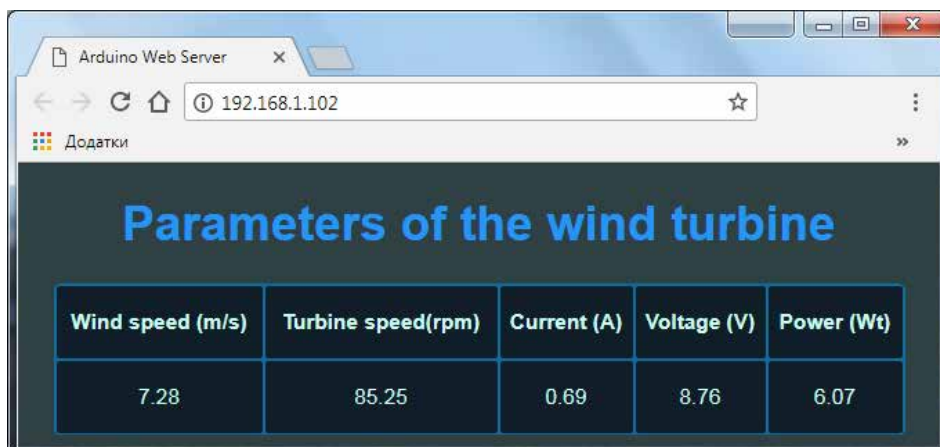 Arduino Web Server
192.168.1.102
Додатки
Parameters of the wind turbine
Wind speed (m/s) Turbine speed(rpm) Current (A) Voltage (V) Power (Wt)
7.28 85.25 0.69 8.76 6.07